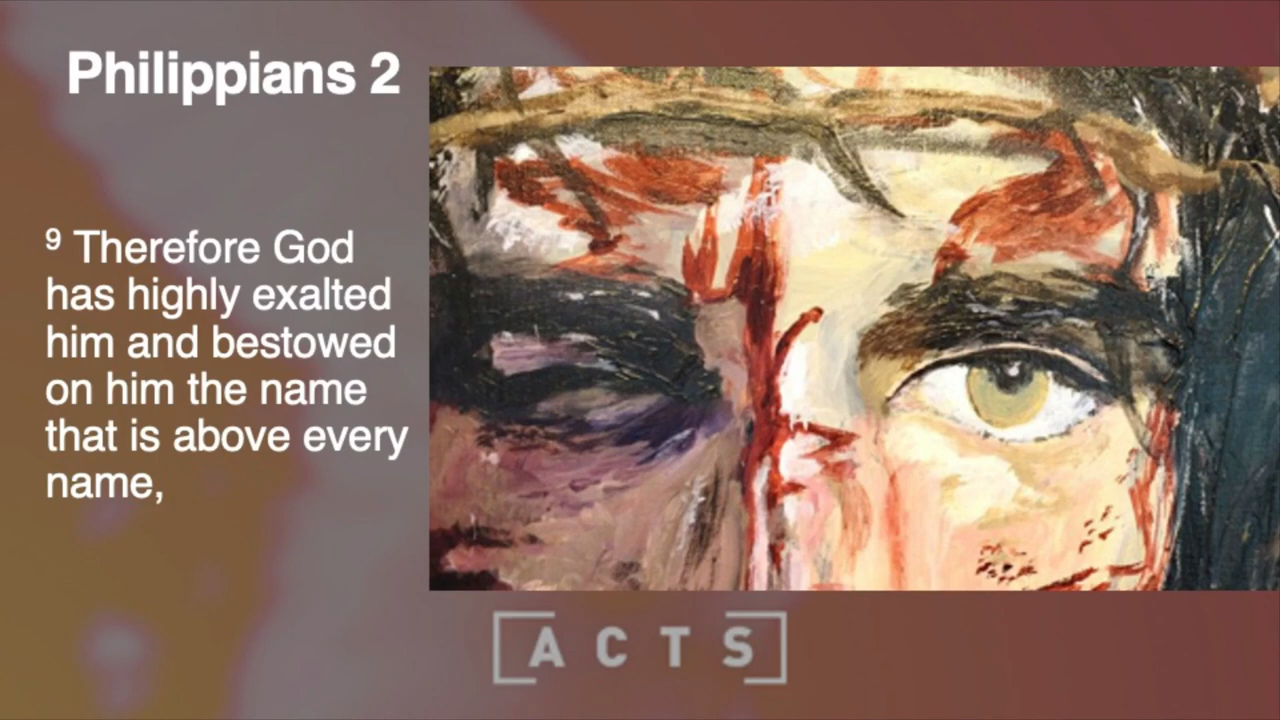 Philippians 2
9 Therefore God
has highly exalted
him and bestowed
on him the name
that is above every
name,
[ACTS]